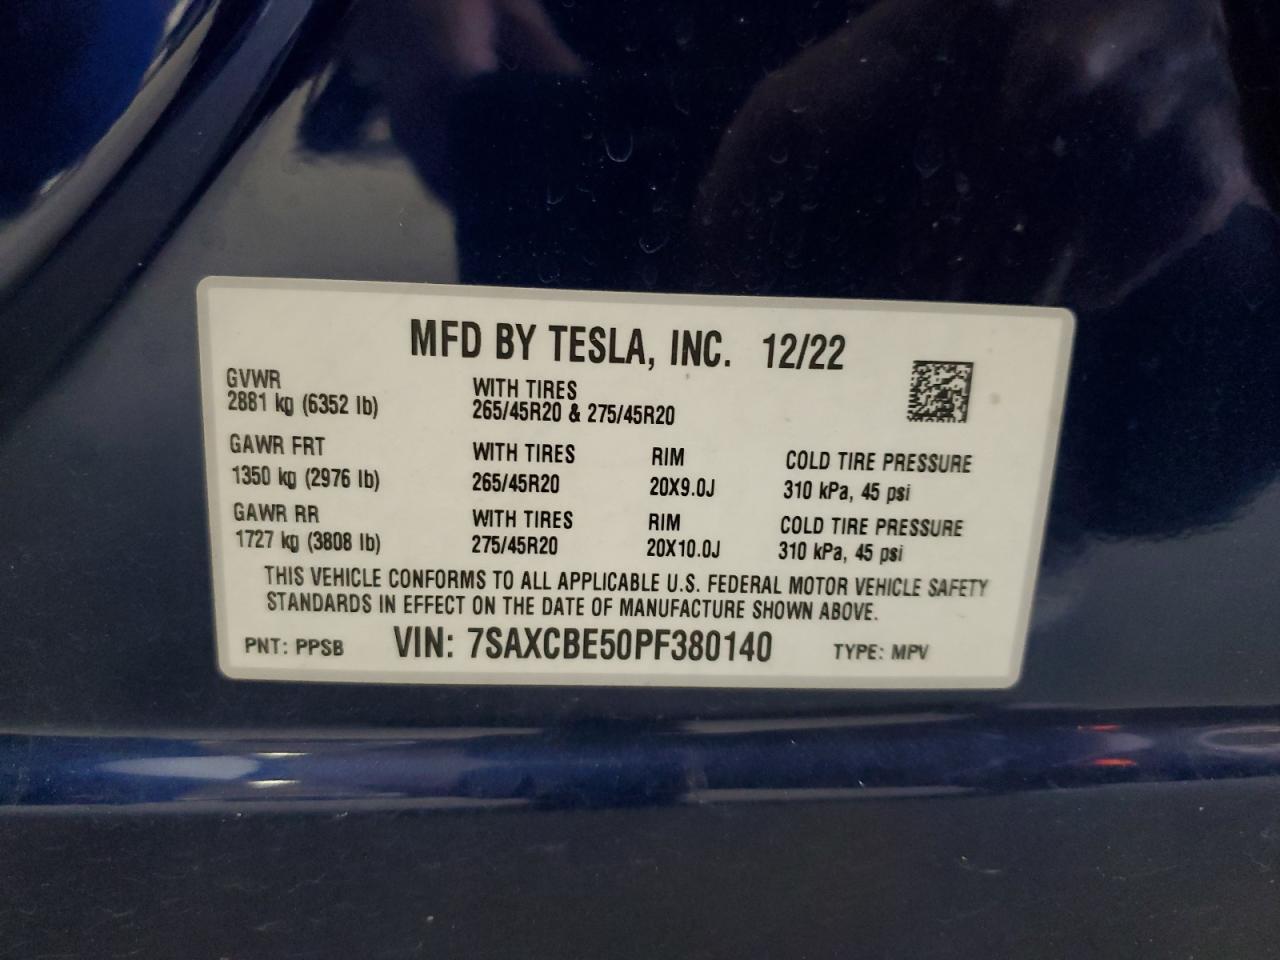 MFD BY TESLA, INC. 12/22
GVWR
2881 kg (6352 lb)
WITH TIRES
265/45R20 & 275/45R20
GAWR FRT
1350 kg (2976 lb)
WITH TIRES
265/45R20
RIM
20X9.0J
COLD TIRE PRESSURE
310 kPa, 45 psi
GAWR RR
1727 kg (3808 lb)
WITH TIRES
275/45R20
RIM
20X10.0J
COLD TIRE PRESSURE
310 kPa, 45 psi
THIS VEHICLE CONFORMS TO ALL APPLICABLE U.S. FEDERAL MOTOR VEHICLE SAFETY
STANDARDS IN EFFECT ON THE DATE OF MANUFACTURE SHOWN ABOVE.
PNT: PPSB VIN: 7SAXCBE50PF380140 TYPE: MPV